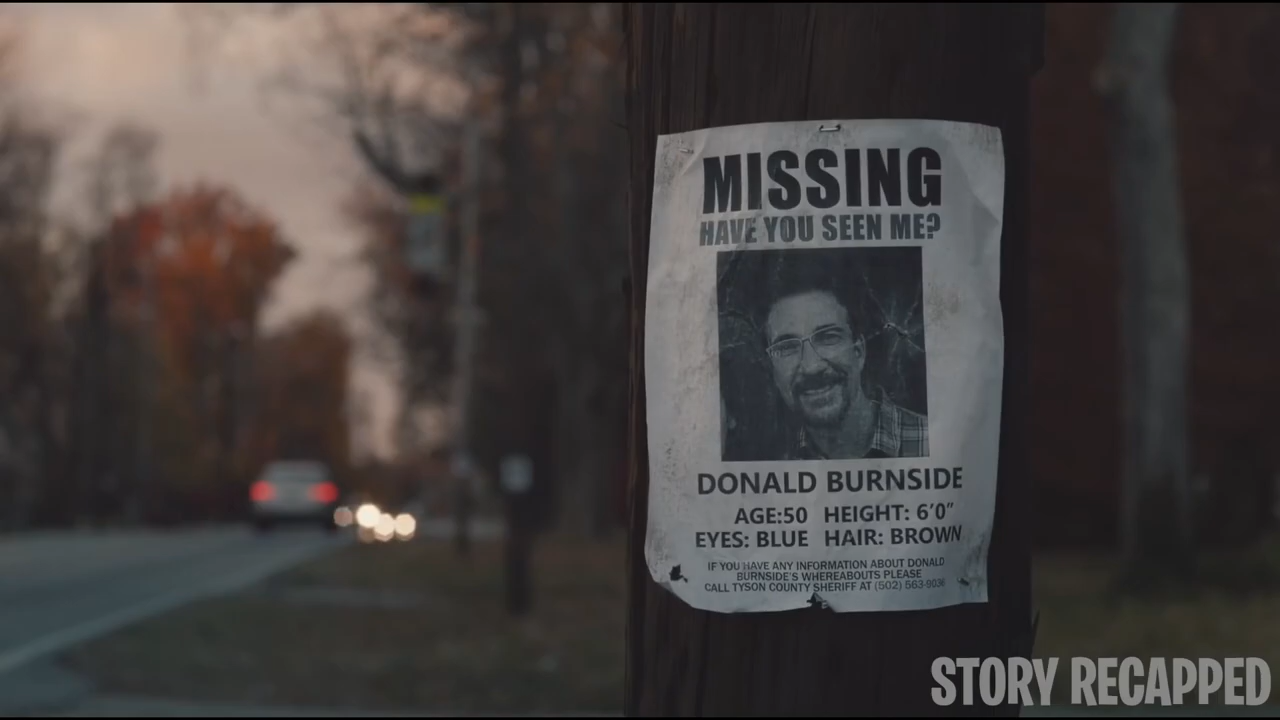 MISSING
HAVE YOU SEEN ME?
DONALD BURNSIDE
AGE:50 HEIGHT: 6'0"
EYES: BLUE HAIR: BROWN
IF YOU HAVE ANY INFORMATION ABOUT DONALD
BURNSIDE'S WHEREABOUTS PLEASE
CALL TYSON COUNTY SHERIFF AT (502) 563-9036
STORY RECAPPED